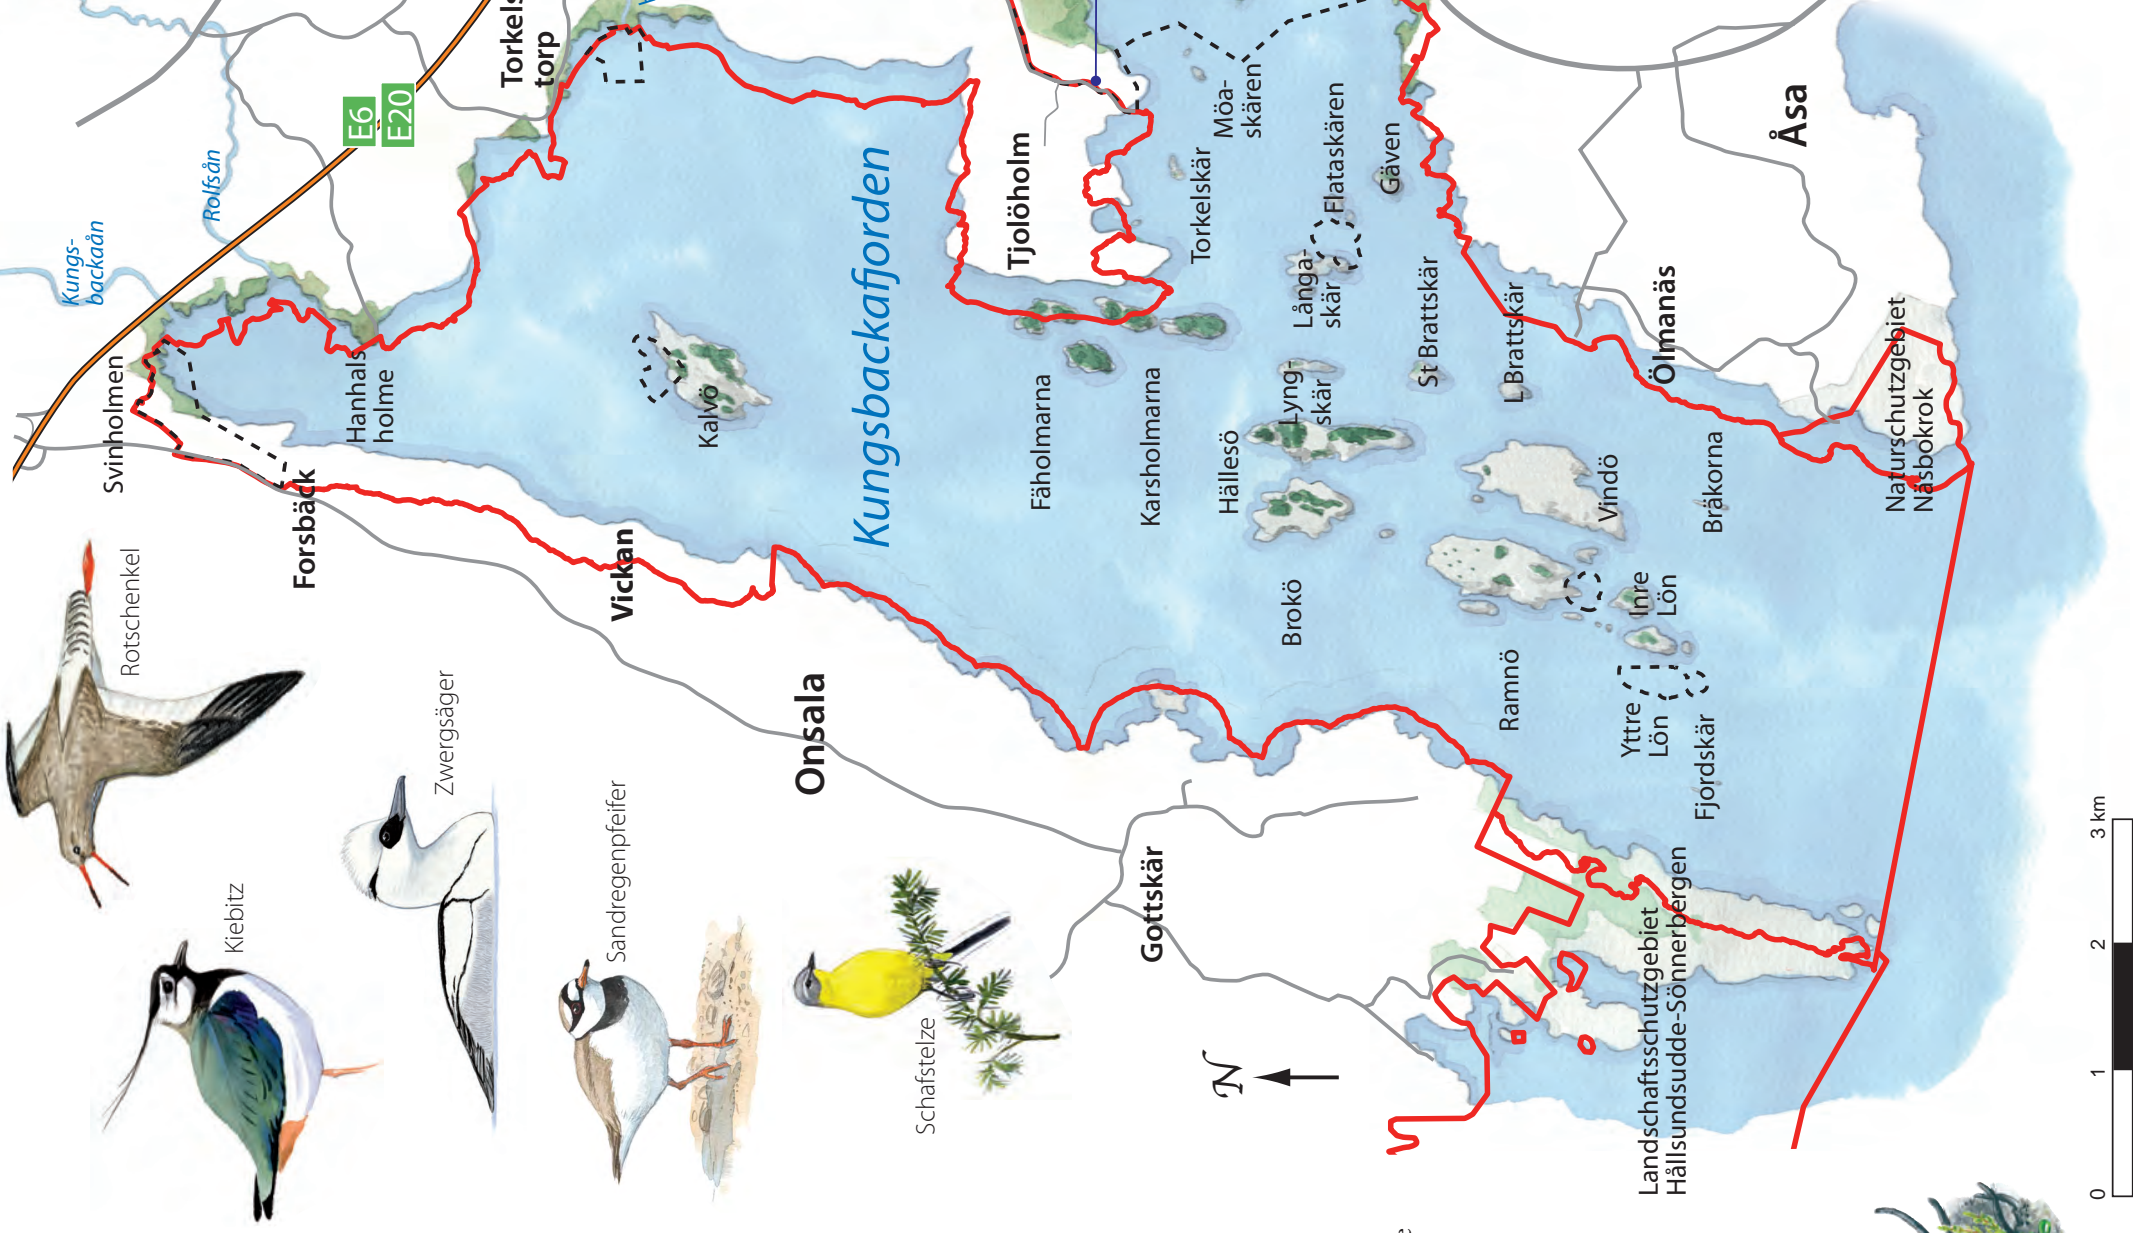 Kungs-
backaån
Rolfsån
E6
E20
Torkels
torp
Svinholmen
Hanhals
holme
Forsbäck
Vickan
Kalvö
Kungsbackafjorden
Tjolöholm
Fäholmarna
Karsholmarna
Hällesö
Torkelskär
Möa-
skären
Flataskären
Gäven
Långa-
skär
Lyng-
skär
St Brattskär
L Brattskär
Åsa
Ölmanäs
Vindö
Bräkorna
Naturschutzgebiet
Näsbokrok
Brokö
Ramnö
Inre
Lön
Yttre
Lön
Fjordskär
Onsala
Gottskär
Landschaftsschutzgebiet
Hållsundsudde-Sönnerbergen
Rotschenkel
Kiebitz
Zwergsäger
Sandregenpfeifer
Schafstelze
N
0 1 2 3 km